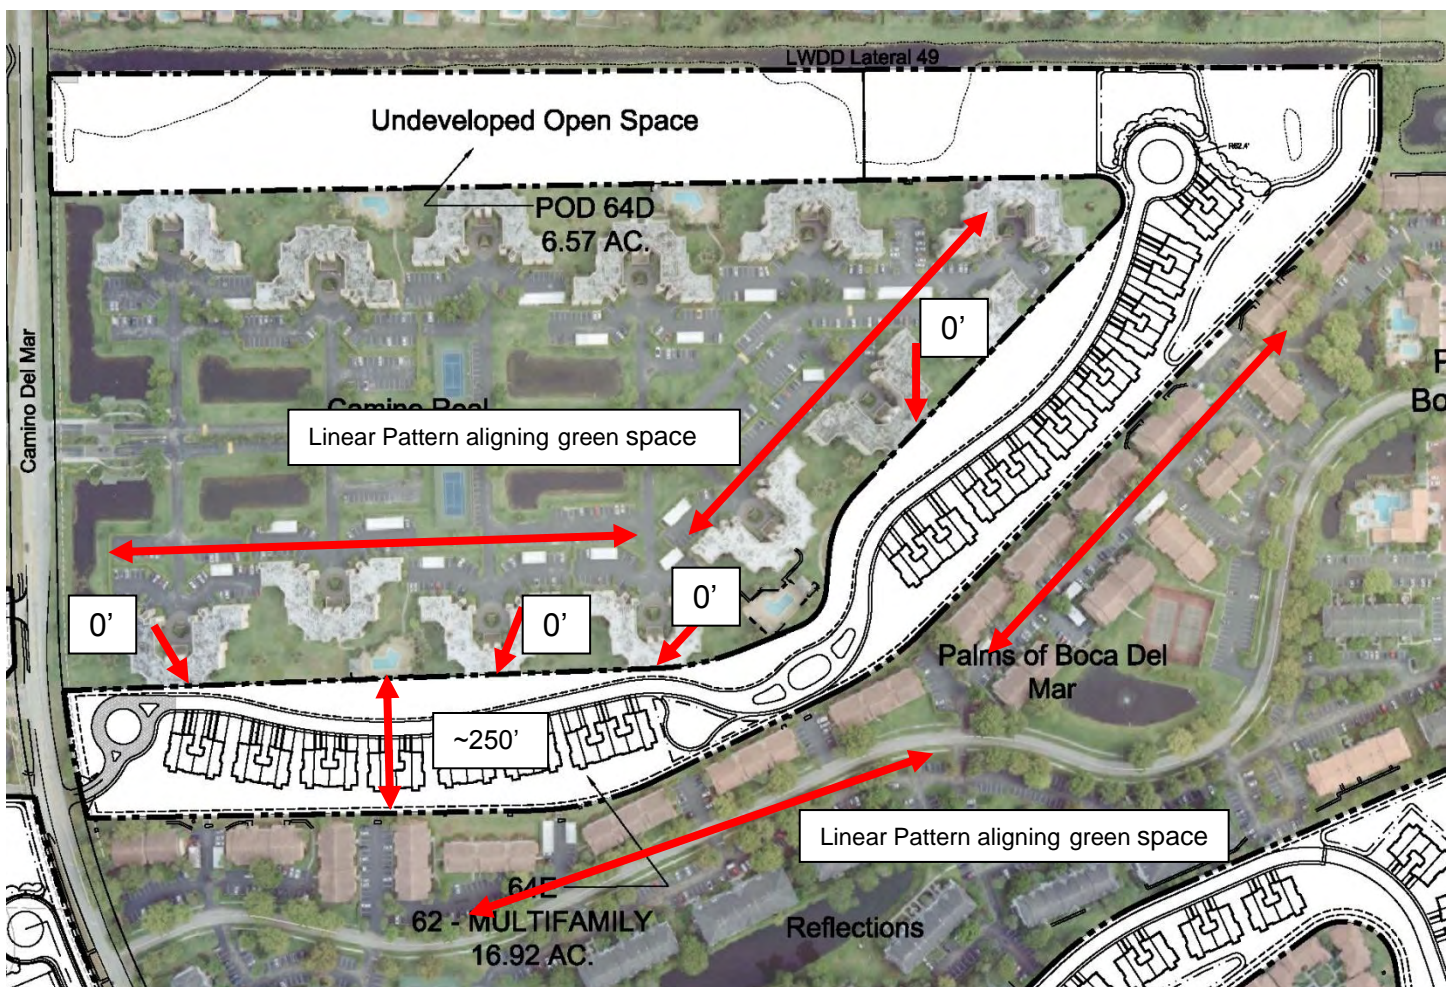 LWDD Lateral 49
Undeveloped Open Space
R62.4'
POD 64D
6.57 AC.
0'
Camino Del Mar
Camino Real
Linear Pattern aligning green space
0'
0'
0'
Palms of Boca Del
Mar
~250'
Linear Pattern aligning green space
64E
62 - MULTIFAMILY
16.92 AC.
Reflections